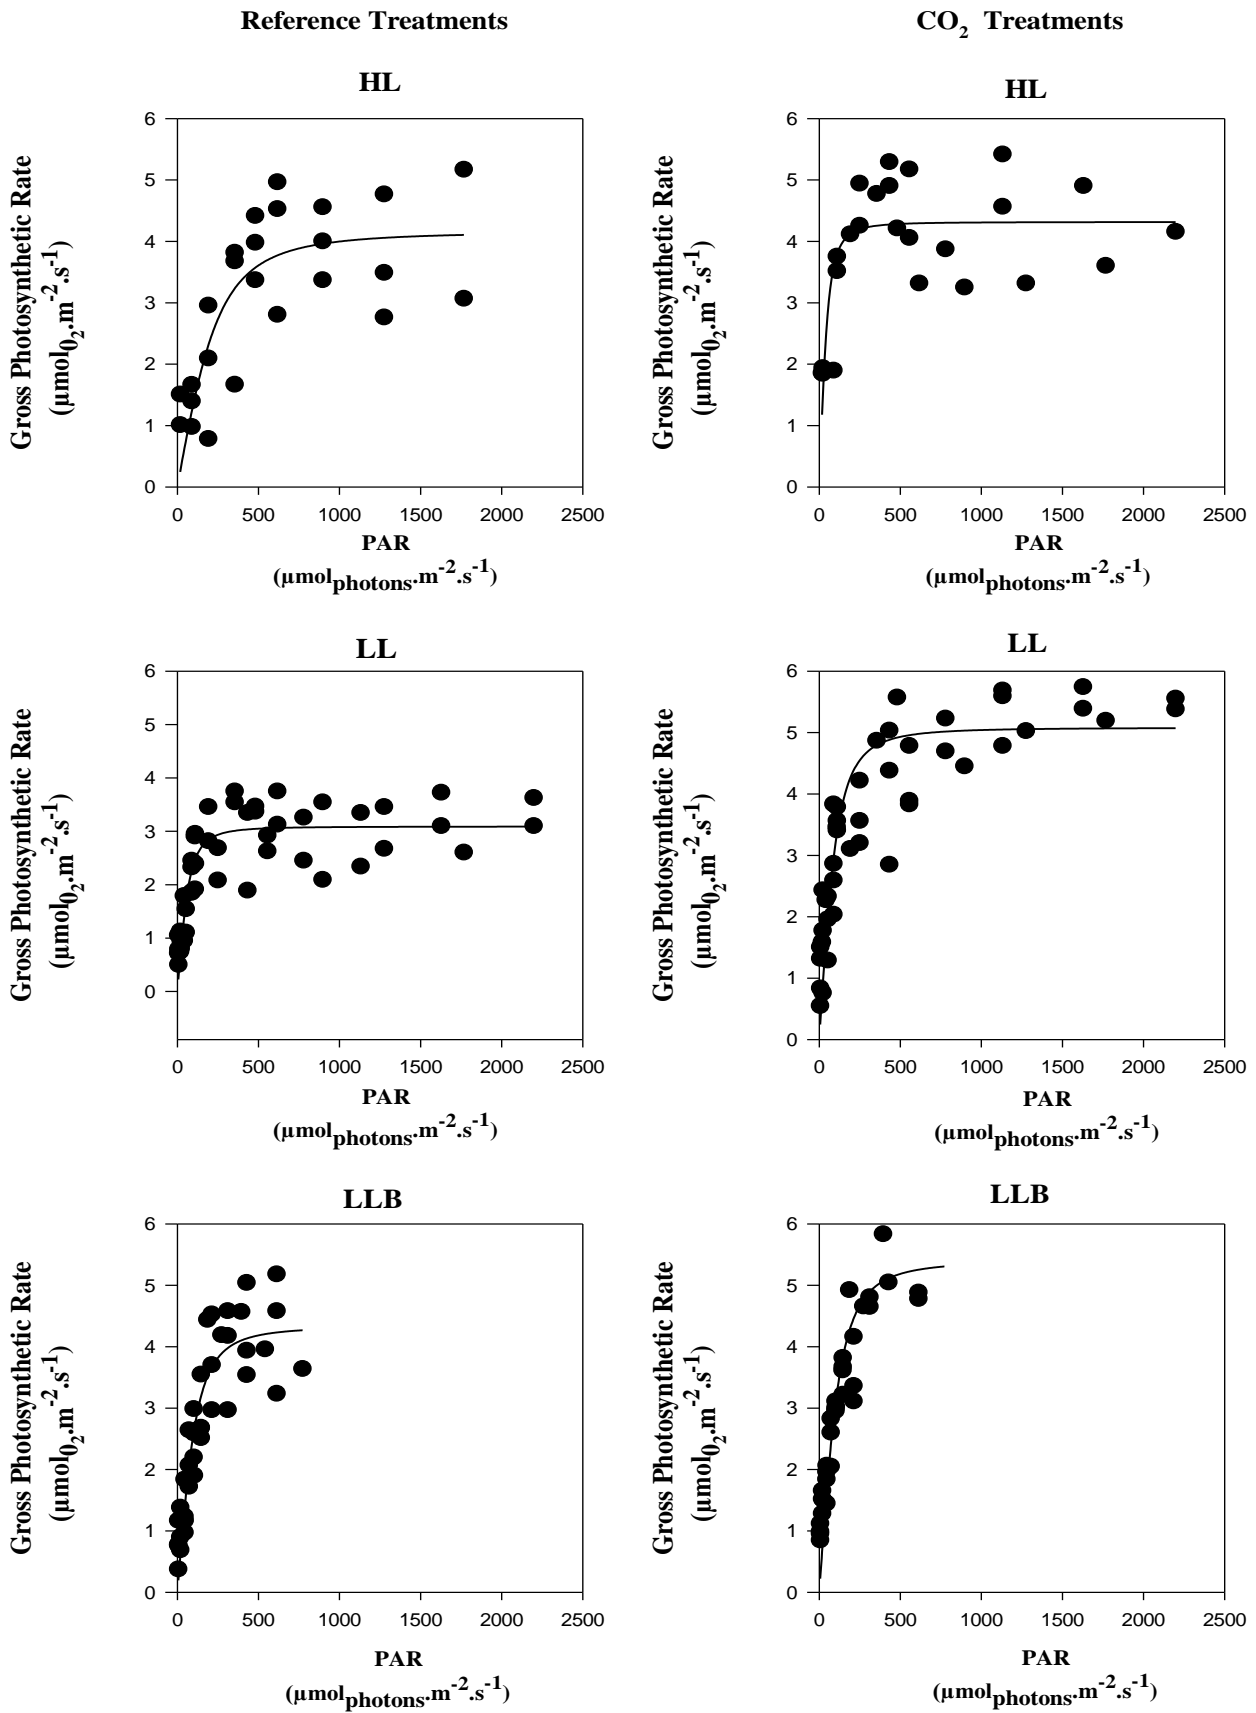 Reference Treatments
CO2 Treatments
HL
Gross Photosynthetic Rate
(µmol02.m-2.s-1)
6
5
4
3
2
1
0
0 500 1000 1500 2000 2500
PAR
(µmolphotons.m-2.s-1)
HL
Gross Photosynthetic Rate
(µmol02.m-2.s-1)
6
5
4
3
2
1
0
0 500 1000 1500 2000 2500
PAR
(µmolphotons.m-2.s-1)
LL
Gross Photosynthetic Rate
(µmol02.m-2.s-1)
6
5
4
3
2
1
0
0 500 1000 1500 2000 2500
PAR
(µmolphotons.m-2.s-1)
LL
Gross Photosynthetic Rate
(µmol02.m-2.s-1)
6
5
4
3
2
1
0
0 500 1000 1500 2000 2500
PAR
(µmolphotons.m-2.s-1)
LLB
Gross Photosynthetic Rate
(µmol02.m-2.s-1)
6
5
4
3
2
1
0
0 500 1000 1500 2000 2500
PAR
(µmolphotons.m-2.s-1)
LLB
Gross Photosynthetic Rate
(µmol02.m-2.s-1)
6
5
4
3
2
1
0
0 500 1000 1500 2000 2500
PAR
(µmolphotons.m-2.s-1)